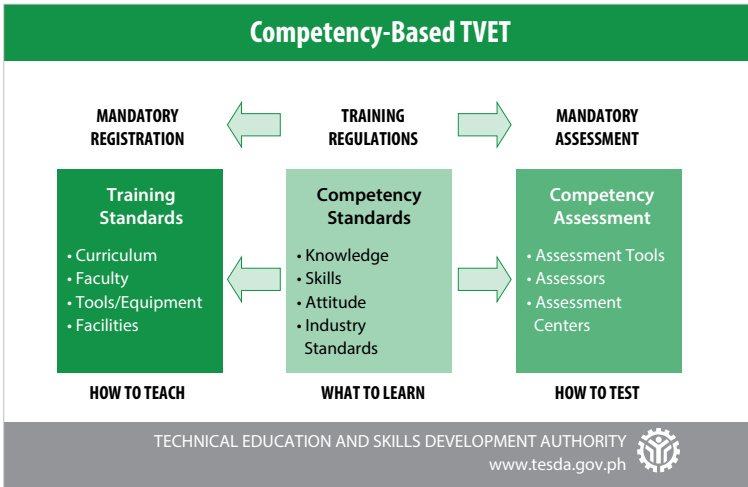 Competency-Based TVET
MANDATORY
REGISTRATION
TRAINING
REGULATIONS
MANDATORY
ASSESSMENT
Training
Standards
• Curriculum
• Faculty
• Tools/Equipment
• Facilities
Competency
Standards
• Knowledge
• Skills
• Attitude
• Industry
Standards
Competency
Assessment
• Assessment Tools
• Assessors
• Assessment
Centers
HOW TO TEACH
WHAT TO LEARN
HOW TO TEST
TECHNICAL EDUCATION AND SKILLS DEVELOPMENT AUTHORITY
www.tesda.gov.ph